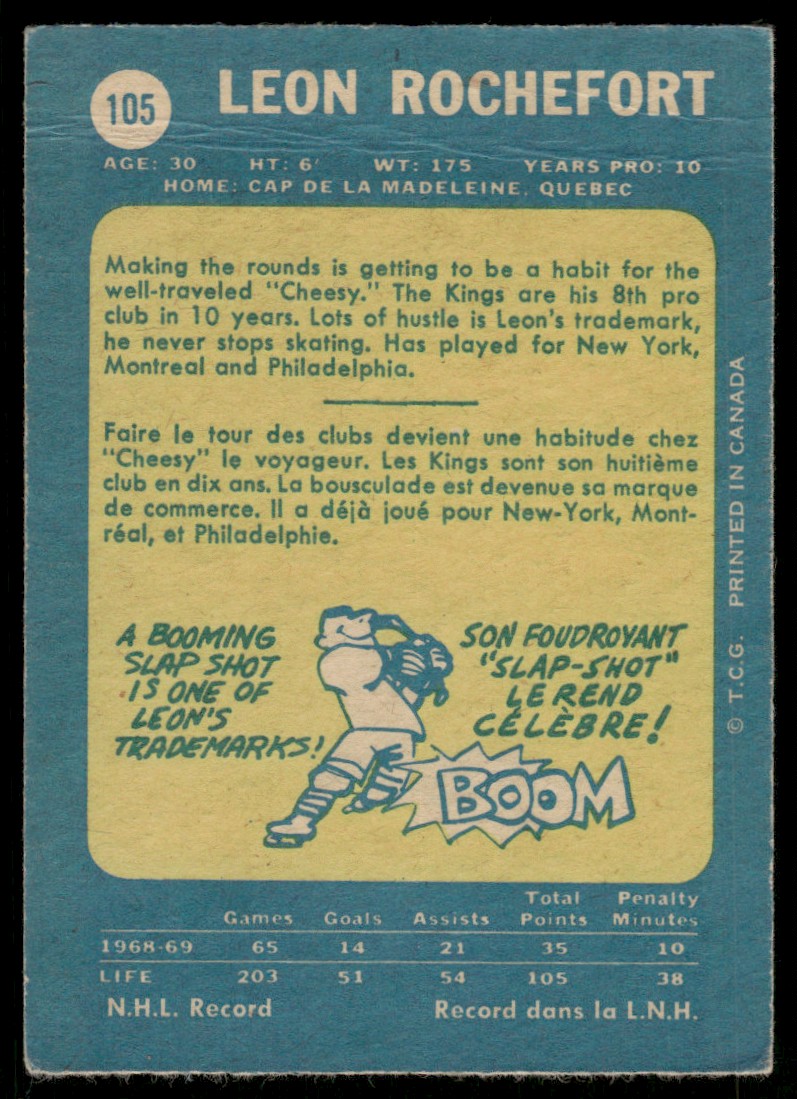 105
LEON ROCHEFORT
AGE: 30 HT: 6' WT: 175 YEARS PRO: 10
HOME: CAP DE LA MADELEINE, QUEBEC
Making the rounds is getting to be a habit for the
well-traveled "Cheesy." The Kings are his 8th pro
club in 10 years. Lots of hustle is Leon's trademark,
he never stops skating. Has played for New York,
Montreal and Philadelphia.
Faire le tour des clubs devient une habitude chez
"Cheesy" le voyageur. Les Kings sont son huitième
club en dix ans. La bousculade est devenue sa marque
de commerce. Il a déjà joué pour New-York, Mont-
réal, et Philadelphie.
A BOOMING
SLAP SHOT
IS ONE OF
LEON'S
TRADEMARKS!
SON FOUDROYANT
"SLAP-SHOT"
LE REND
CÉLÈBRE!
BOOM
© T.C.G. PRINTED IN CANADA
Games Goals Assists Total Points Penalty Minutes
1968-69 65 14 21 35 10
LIFE 203 51 54 105 38
N.H.L. Record Record dans la L.N.H.